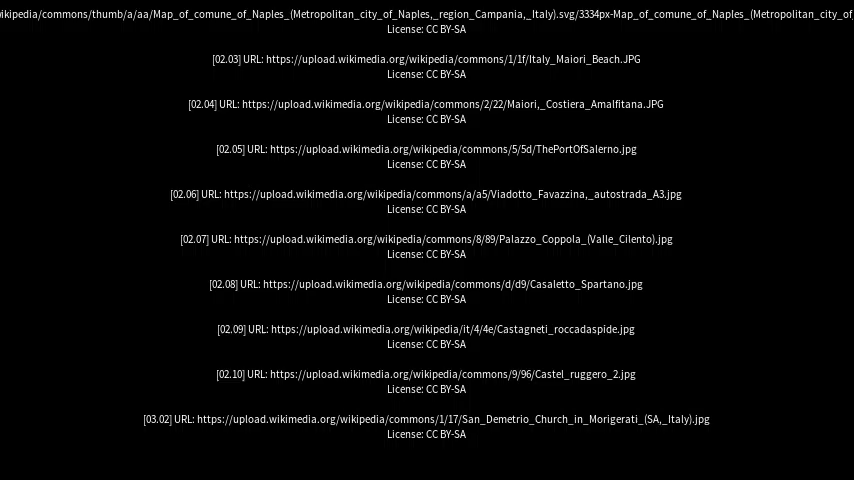 ikipedia/commons/thumb/a/aa/Map_of_comune_of_Naples_(Metropolitan_city_of_Naples,_region_Campania,_Italy).svg/3334px-Map_of_comune_of_Naples_(Metropolitan_city_of_
License: CC BY-SA
[02.03] URL: https://upload.wikimedia.org/wikipedia/commons/1/1f/Italy_Maiori_Beach.JPG
License: CC BY-SA
[02.04] URL: https://upload.wikimedia.org/wikipedia/commons/2/22/Maiori,_Costiera_Amalfitana.JPG
License: CC BY-SA
[02.05] URL: https://upload.wikimedia.org/wikipedia/commons/5/5d/ThePortOfSalerno.jpg
License: CC BY-SA
[02.06] URL: https://upload.wikimedia.org/wikipedia/commons/a/a5/Viadotto_Favazzina,_autostrada_A3.jpg
License: CC BY-SA
[02.07] URL: https://upload.wikimedia.org/wikipedia/commons/8/89/Palazzo_Coppola_(Valle_Cilento).jpg
License: CC BY-SA
[02.08] URL: https://upload.wikimedia.org/wikipedia/commons/d/d9/Casaletto_Spartano.jpg
License: CC BY-SA
[02.09] URL: https://upload.wikimedia.org/wikipedia/it/4/4e/Castagneti_roccadaspide.jpg
License: CC BY-SA
[02.10] URL: https://upload.wikimedia.org/wikipedia/commons/9/96/Castel_ruggero_2.jpg
License: CC BY-SA
[03.02] URL: https://upload.wikimedia.org/wikipedia/commons/1/17/San_Demetrio_Church_in_Morigerati_(SA,_Italy).jpg
License: CC BY-SA